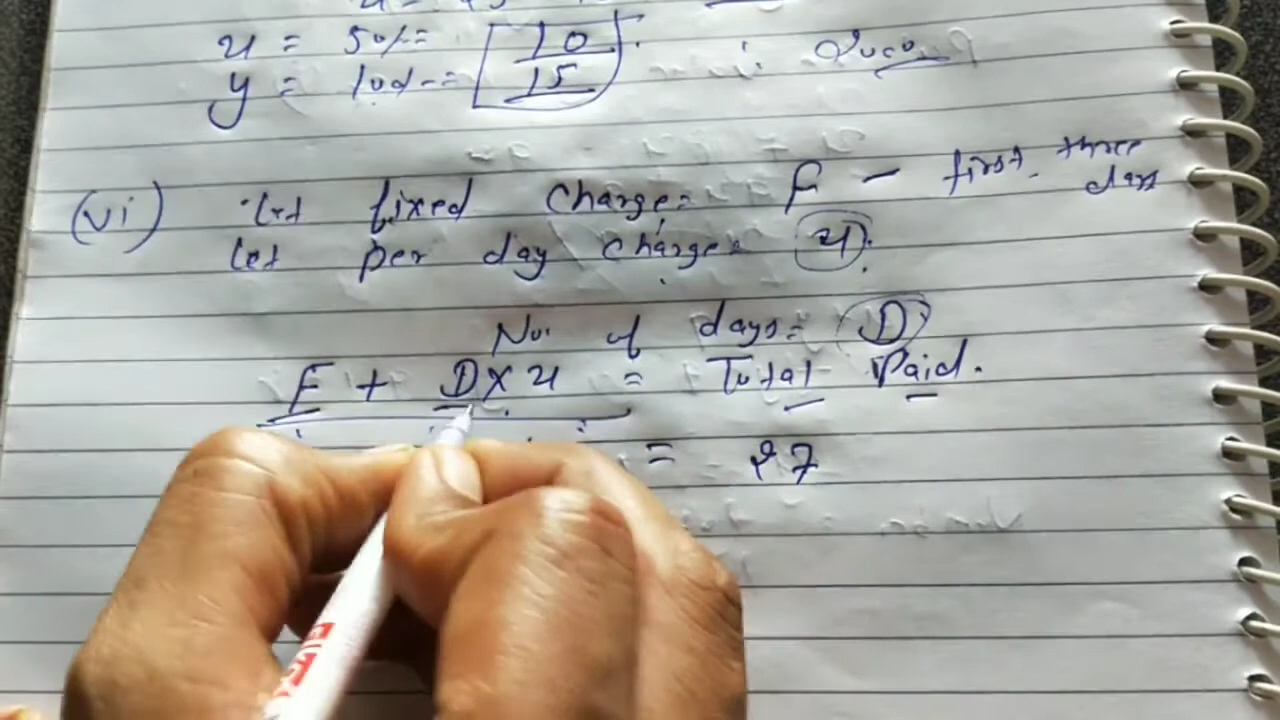 x = 50/- = 10
y = 100/- = 15
(vi) Let fixed charge = F - first three days
Let per day charge = x.
No. of days = D
F + D x x = Total Paid.
= 27